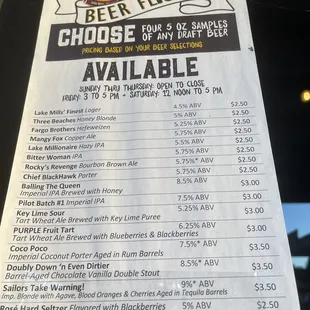 BEER
CHOOSE FOUR 5 OZ SAMPLES OF ANY DRAFT BEER
PRICING BASED ON YOUR BEER SELECTIONS
AVAILABLE
SUNDAY THRU THURSDAY: OPEN TO CLOSE
FRIDAY: 3 TO 5 PM + SATURDAY: 12 NOON TO 5 PM
Lake Mills' Finest Lager 4.5% ABV $2.50
Three Beaches Honey Blonde 5% ABV $2.50
Fargo Brothers Hefeweizen 5.25% ABV $2.50
Mangy Fox Copper Ale 5.75% ABV $2.50
Lake Millionaire Hazy IPA 5.5% ABV $2.50
Bitter Woman IPA 5.75% ABV $2.50
Rocky's Revenge Bourbon Brown Ale 5.75%* ABV $2.50
Chief BlackHawk Porter 5.75% ABV $2.50
Balling The Queen 8.5% ABV $3.00
Imperial IPA Brewed with Honey
Pilot Batch #1 Imperial IPA 7.5% ABV $3.00
Key Lime Sour 5.25% ABV $3.00
Tart Wheat Ale Brewed with Key Lime Puree
PURPLE Fruit Tart 6.25% ABV $3.00
Tart Wheat Ale Brewed with Blueberries & Blackberries
Coco Poco 7.5%* ABV $3.50
Imperial Coconut Porter Aged in Rum Barrels
Doubly Down 'n Even Dirtier 8.5%* ABV $3.50
Barrel-Aged Chocolate Vanilla Double Stout
Sailors Take Warning! 9%* ABV $3.50
Imp. Blonde with Agave, Blood Oranges & Cherries Aged in Tequila Barrels
Rosé Hard Seltzer Flavored with Blackberries 5% ABV $2.50